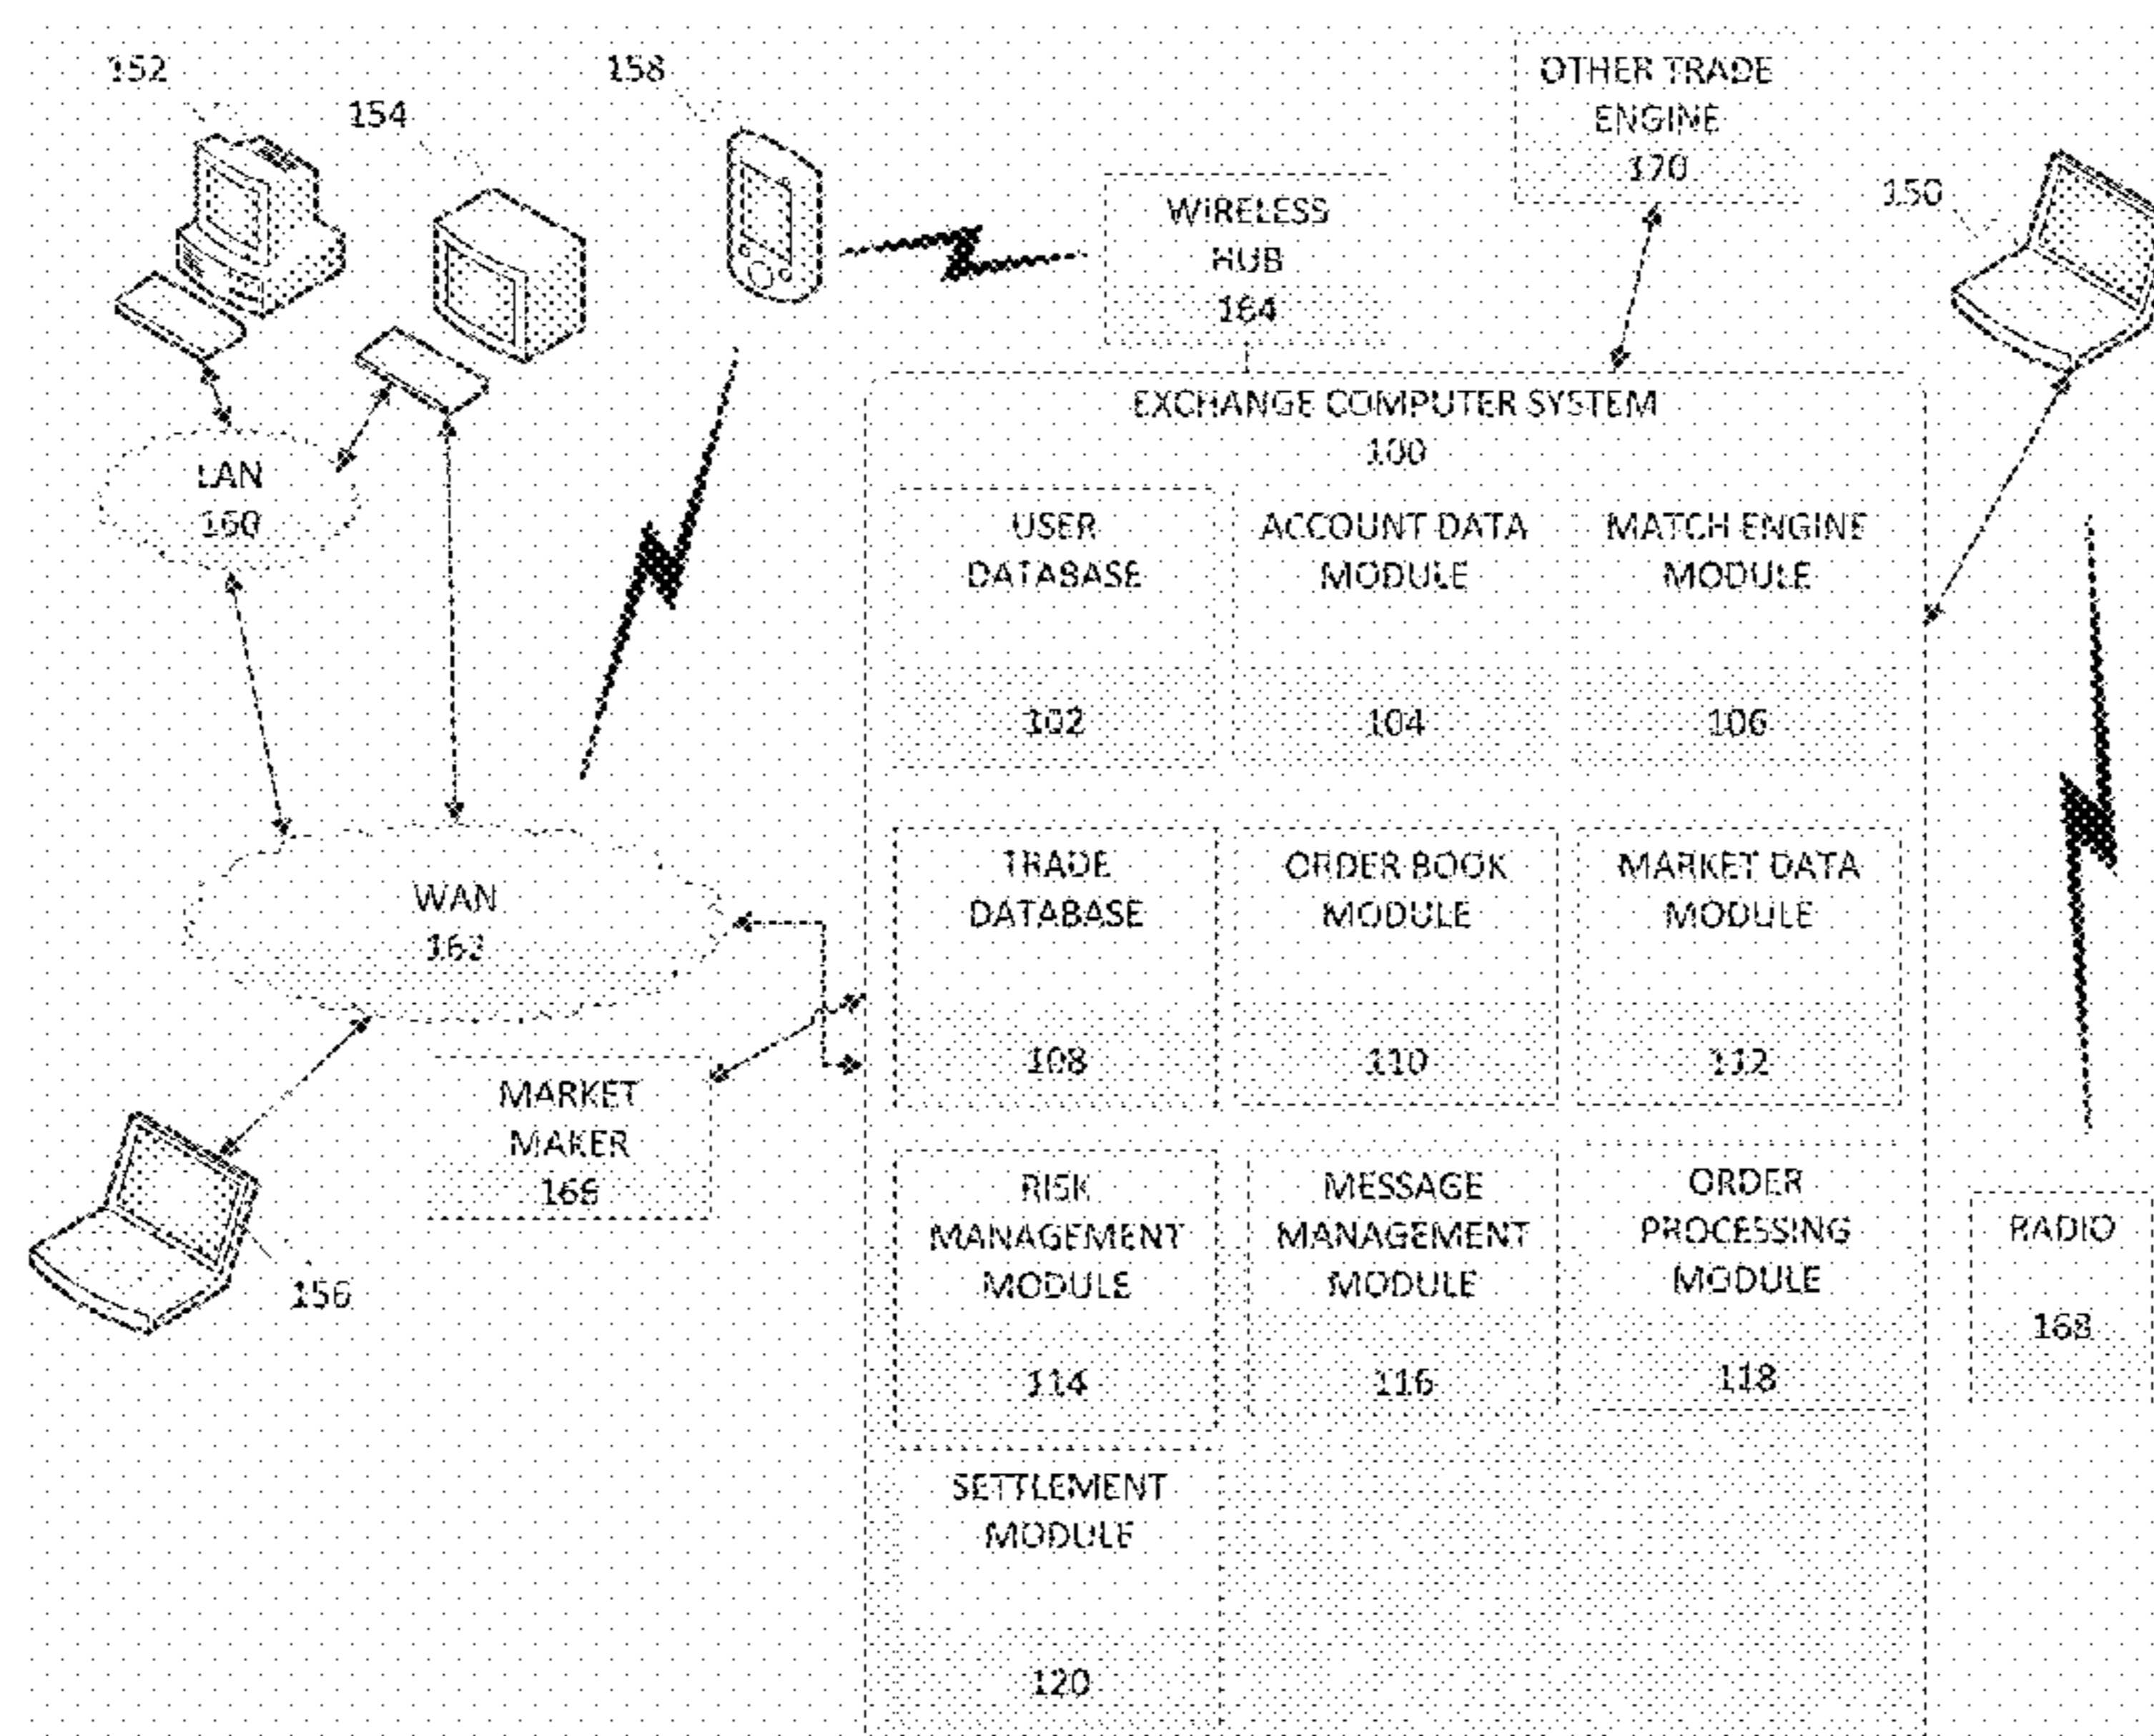 152
154
158
OTHER TRADE
ENGINE
170
150
WIRELESS
HUB
164
EXCHANGE COMPUTER SYSTEM
100
LAN
160
USER
DATABASE
102
ACCOUNT DATA
MODULE
104
MATCH ENGINE
MODULE
106
WAN
162
TRADE
DATABASE
108
ORDER BOOK
MODULE
110
MARKET DATA
MODULE
112
MARKET
MAKER
166
156
RISK
MANAGEMENT
MODULE
114
MESSAGE
MANAGEMENT
MODULE
116
ORDER
PROCESSING
MODULE
118
RADIO
168
SETTLEMENT
MODULE
120